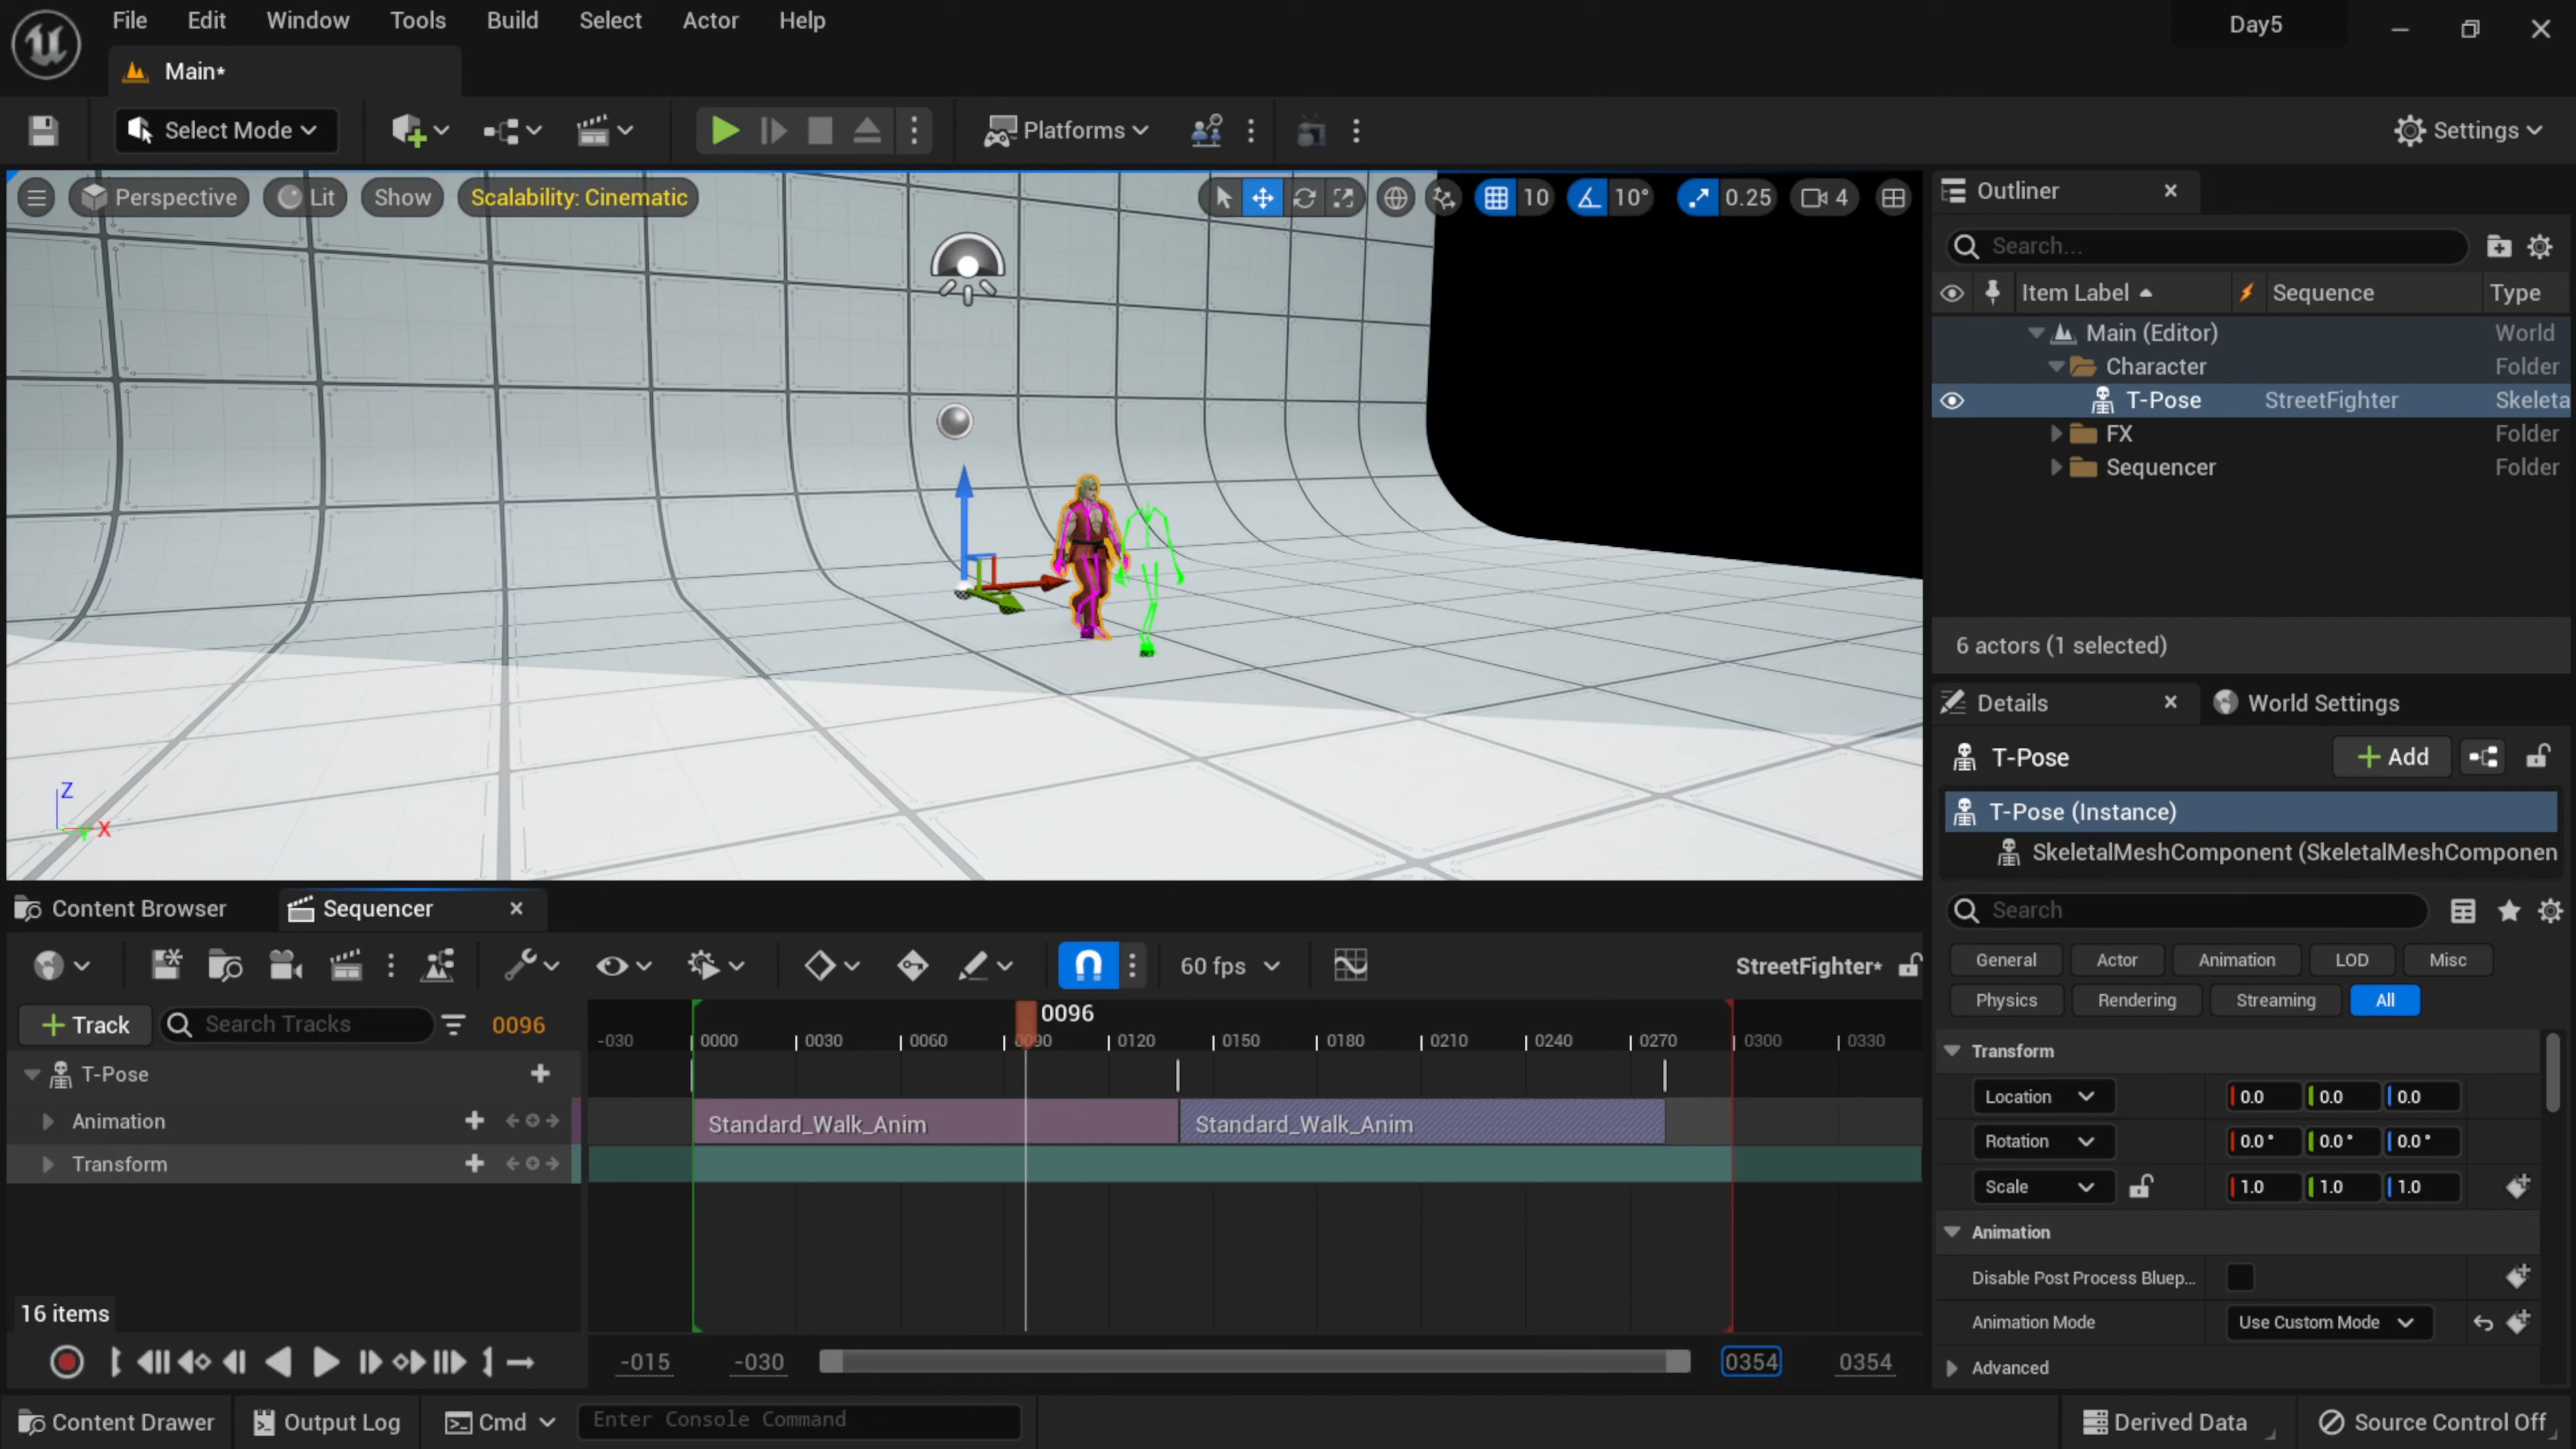 File Edit Window Tools Build Select Actor Help
Day5
Main*
Select Mode
Platforms
Settings
Perspective Lit Show Scalability: Cinematic
10 10° 0.25 4
Z
X
Outliner
Search...
Item Label Sequence Type
Main (Editor) World
Character Folder
T-Pose StreetFighter Skeleta
FX Folder
Sequencer Folder
6 actors (1 selected)
Details World Settings
T-Pose Add
T-Pose (Instance)
SkeletalMeshComponent (SkeletalMeshComponen
Search
General Actor Animation LOD Misc
Physics Rendering Streaming All
Transform
Location 0.0 0.0 0.0
Rotation 0.0° 0.0° 0.0°
Scale 1.0 1.0 1.0
Animation
Disable Post Process Bluep...
Animation Mode Use Custom Mode
Advanced
Content Browser Sequencer
60 fps
StreetFighter*
Track Search Tracks 0096
0096
-030 0000 0030 0060 0090 0120 0150 0180 0210 0240 0270 0300 0330
T-Pose
Animation
Standard_Walk_Anim Standard_Walk_Anim
Transform
16 items
-015 -030 0354 0354
Content Drawer Output Log Cmd Enter Console Command
Derived Data Source Control Off